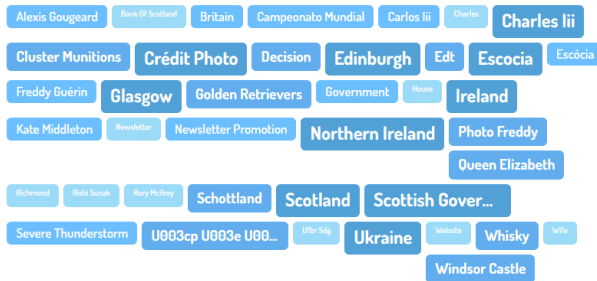 Alexis Gougeard Bank Of Scotland Britain Campeonato Mundial Carlos Iii Charles Charles Iii
Cluster Munitions Crédit Photo Decision Edinburgh Edt Escocia Escócia
Freddy Guérin Glasgow Golden Retrievers Government House Ireland
Kate Middleton Newsletter Newsletter Promotion Northern Ireland Photo Freddy
Queen Elizabeth
Richmond Rishi Sunak Rory Mcilroy Schottland Scotland Scottish Gover...
Severe Thunderstorm U003cp U003e U00... Ufbr Sdg Ukraine Website Whisky Wife
Windsor Castle